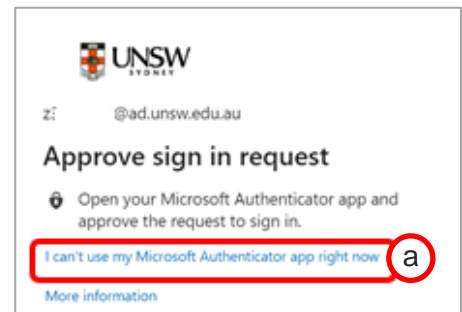 UNSW
SYDNEY
@ad.unsw.edu.au
Approve sign in request
Open your Microsoft Authenticator app and
approve the request to sign in.
I can't use my Microsoft Authenticator app right now
a
More information